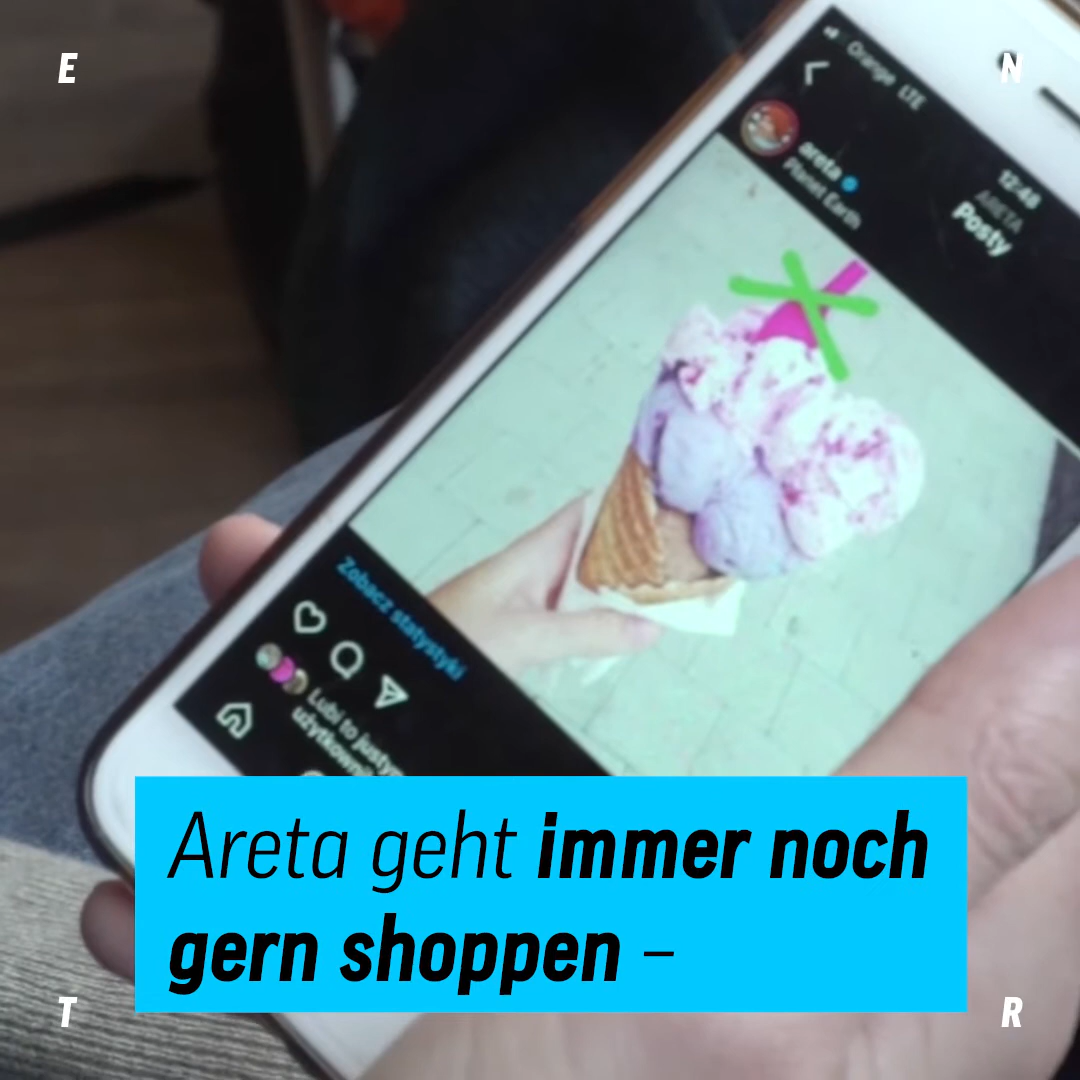 E
N
Orange LTE
12:48
ARETA
Posty
areta
Planet Earth
Zobacz statystyki
Lubi to
Areta geht immer noch
gern shoppen –
T
R